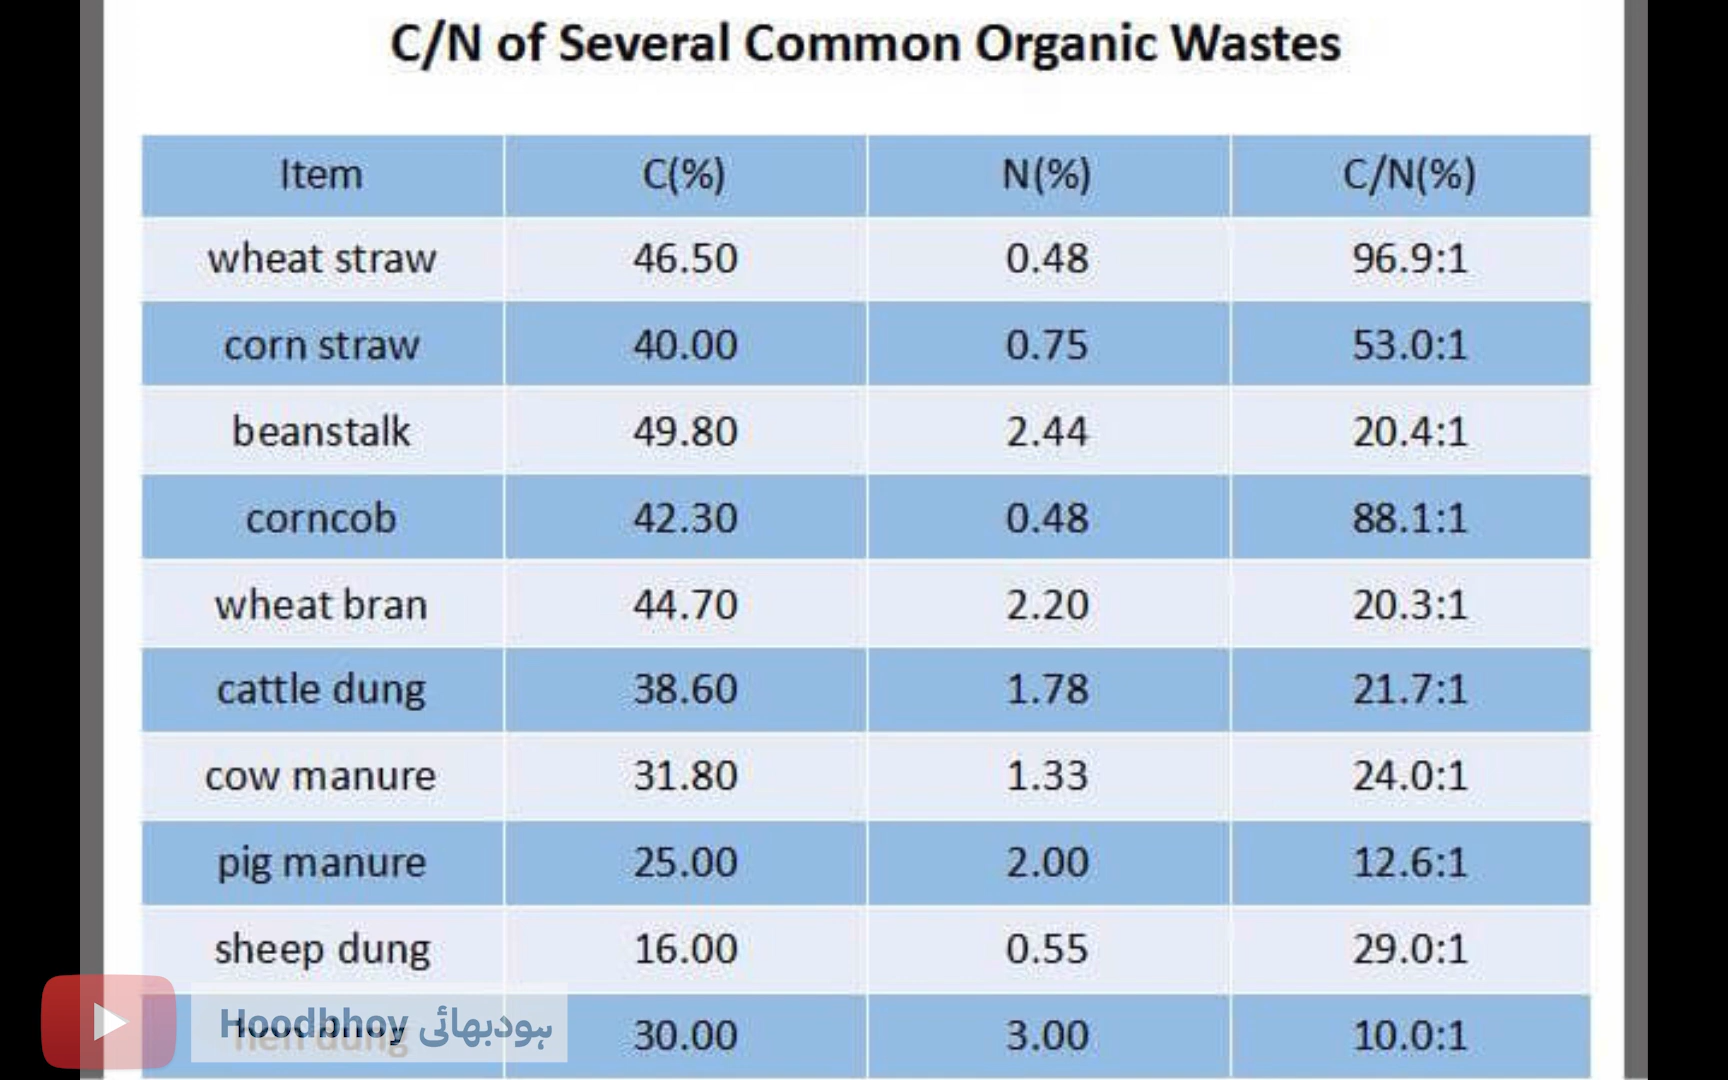 C/N of Several Common Organic Wastes
Item C(%) N(%) C/N(%)
wheat straw 46.50 0.48 96.9:1
corn straw 40.00 0.75 53.0:1
beanstalk 49.80 2.44 20.4:1
corncob 42.30 0.48 88.1:1
wheat bran 44.70 2.20 20.3:1
cattle dung 38.60 1.78 21.7:1
cow manure 31.80 1.33 24.0:1
pig manure 25.00 2.00 12.6:1
sheep dung 16.00 0.55 29.0:1
hen dung 30.00 3.00 10.0:1
Hoodbhoy ہودبھائی